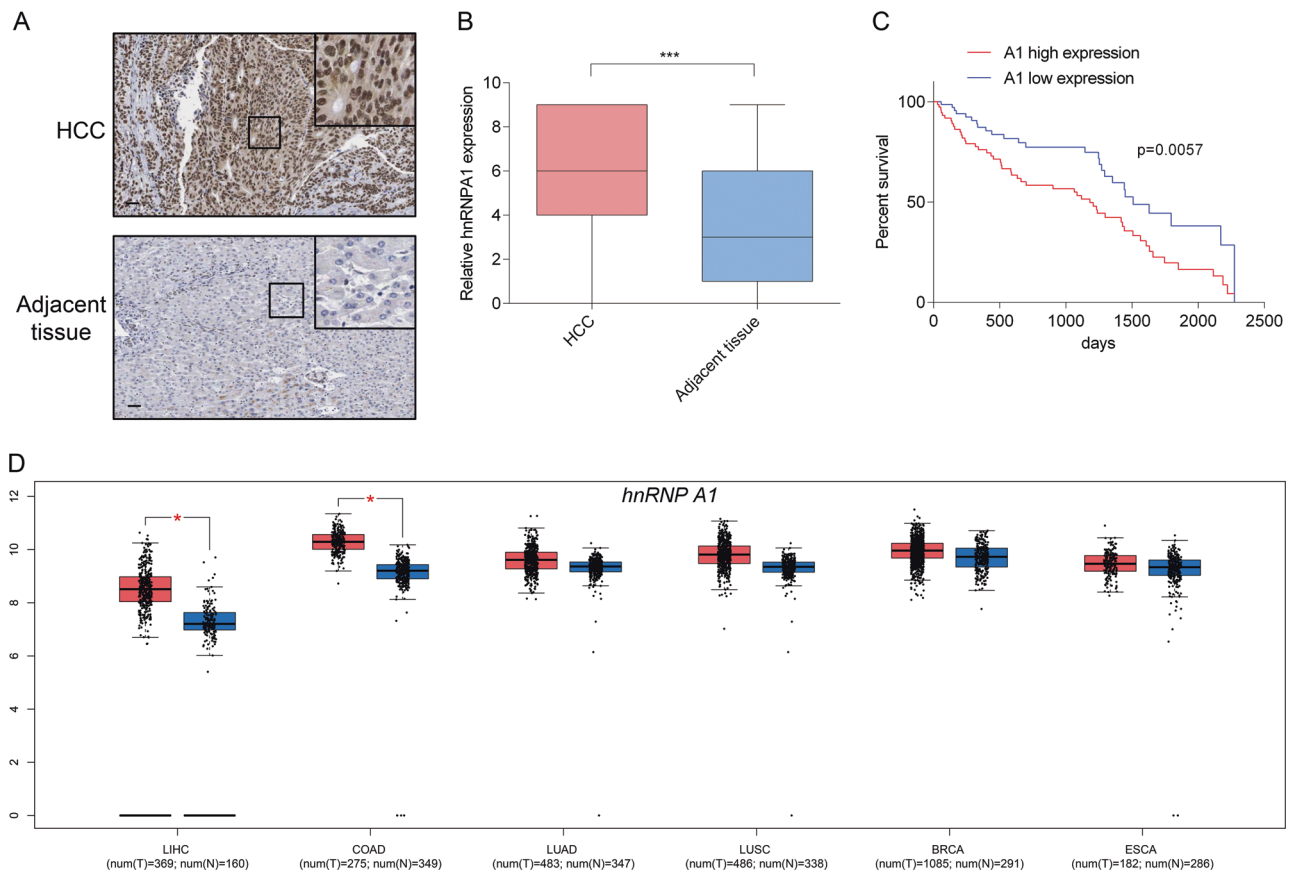 A
HCC
Adjacent
tissue
B
***
Relative hnRNPA1 expression
10
8
6
4
2
0
HCC
Adjacent tissue
C
A1 high expression
A1 low expression
p=0.0057
Percent survival
100
50
0
0 500 1000 1500 2000 2500
days
D
hnRNP A1
* *
12
10
8
6
4
2
0
LIHC COAD LUAD LUSC BRCA ESCA
(num(T)=369; num(N)=160) (num(T)=275; num(N)=349) (num(T)=483; num(N)=347) (num(T)=486; num(N)=338) (num(T)=1085; num(N)=291) (num(T)=182; num(N)=286)